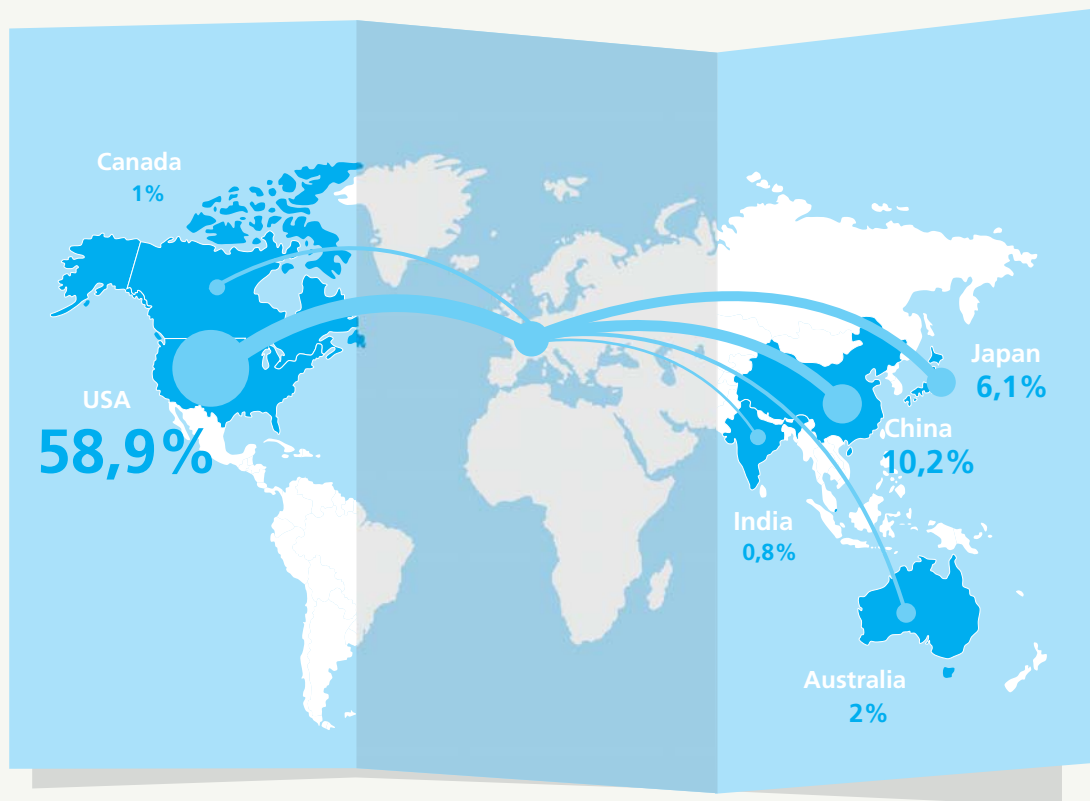 Canada
1%
USA
58,9%
Japan
6,1%
China
10,2%
India
0,8%
Australia
2%